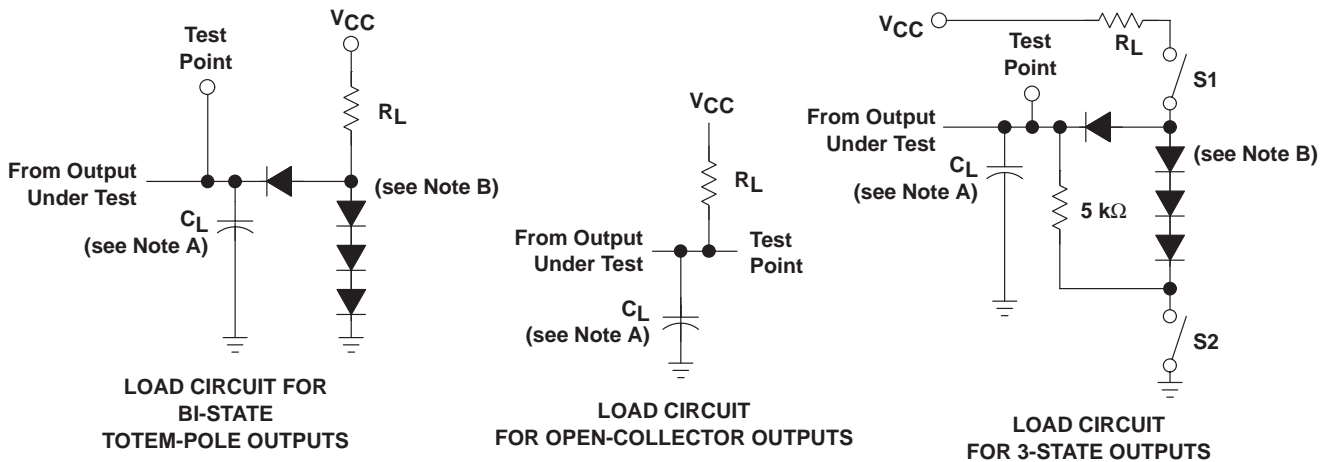 Test
Point
VCC
RL
From Output
Under Test
CL
(see Note A)
(see Note B)
LOAD CIRCUIT FOR
BI-STATE
TOTEM-POLE OUTPUTS
VCC
RL
From Output
Under Test
Test
Point
CL
(see Note A)
LOAD CIRCUIT
FOR OPEN-COLLECTOR OUTPUTS
VCC
RL
Test
Point
S1
From Output
Under Test
CL
(see Note A)
(see Note B)
5 kΩ
S2
LOAD CIRCUIT
FOR 3-STATE OUTPUTS